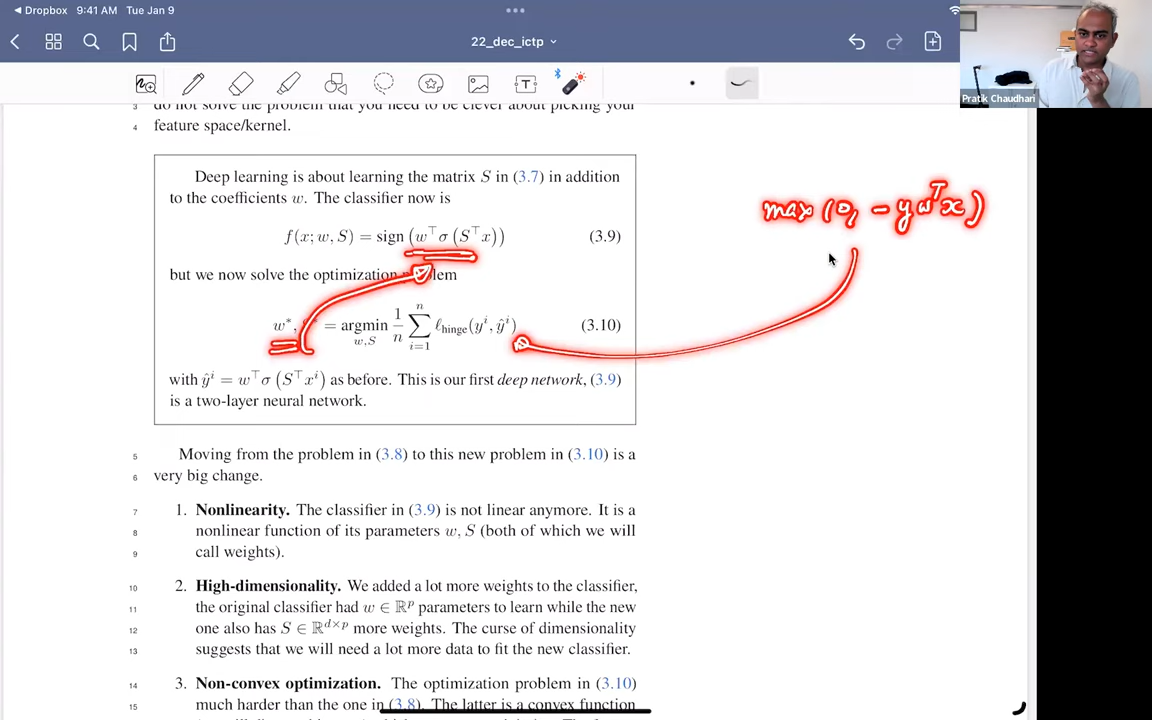 Dropbox 9:41 AM Tue Jan 9
22_dec_ictp
Pratik Chaudhari
3 do not solve the problem that you need to be clever about picking your
4 feature space/kernel.
Deep learning is about learning the matrix S in (3.7) in addition
to the coefficients w. The classifier now is
f(x; w, S) = sign (w⊤σ (S⊤x)) (3.9)
max (0, - y wᵀx)
but we now solve the optimization problem
w*, = argmin_{w,S} 1/n ∑_{i=1}^{n} ℓ_hinge(yⁱ, ŷⁱ) (3.10)
with ŷⁱ = w⊤σ (S⊤xⁱ) as before. This is our first deep network, (3.9)
is a two-layer neural network.
5 Moving from the problem in (3.8) to this new problem in (3.10) is a
6 very big change.
7 1. Nonlinearity. The classifier in (3.9) is not linear anymore. It is a
8 nonlinear function of its parameters w, S (both of which we will
9 call weights).
10 2. High-dimensionality. We added a lot more weights to the classifier,
11 the original classifier had w ∈ ℝᵖ parameters to learn while the new
12 one also has S ∈ ℝᵈˣᵖ more weights. The curse of dimensionality
13 suggests that we will need a lot more data to fit the new classifier.
14 3. Non-convex optimization. The optimization problem in (3.10)
15 much harder than the one in (3.8). The latter is a convex function